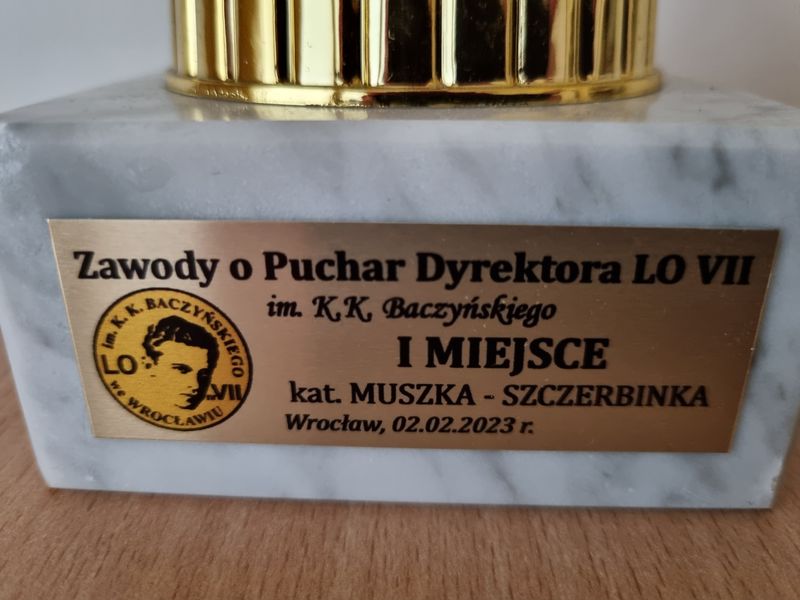 Zawody o Puchar Dyrektora LO VII
im. K.K. Baczyńskiego
I MIEJSCE
kat. MUSZKA - SZCZERBINKA
Wrocław, 02.02.2023 r.
im. K. K. BACZYŃSKIEGO
LO
VII
we WROCŁAWIU